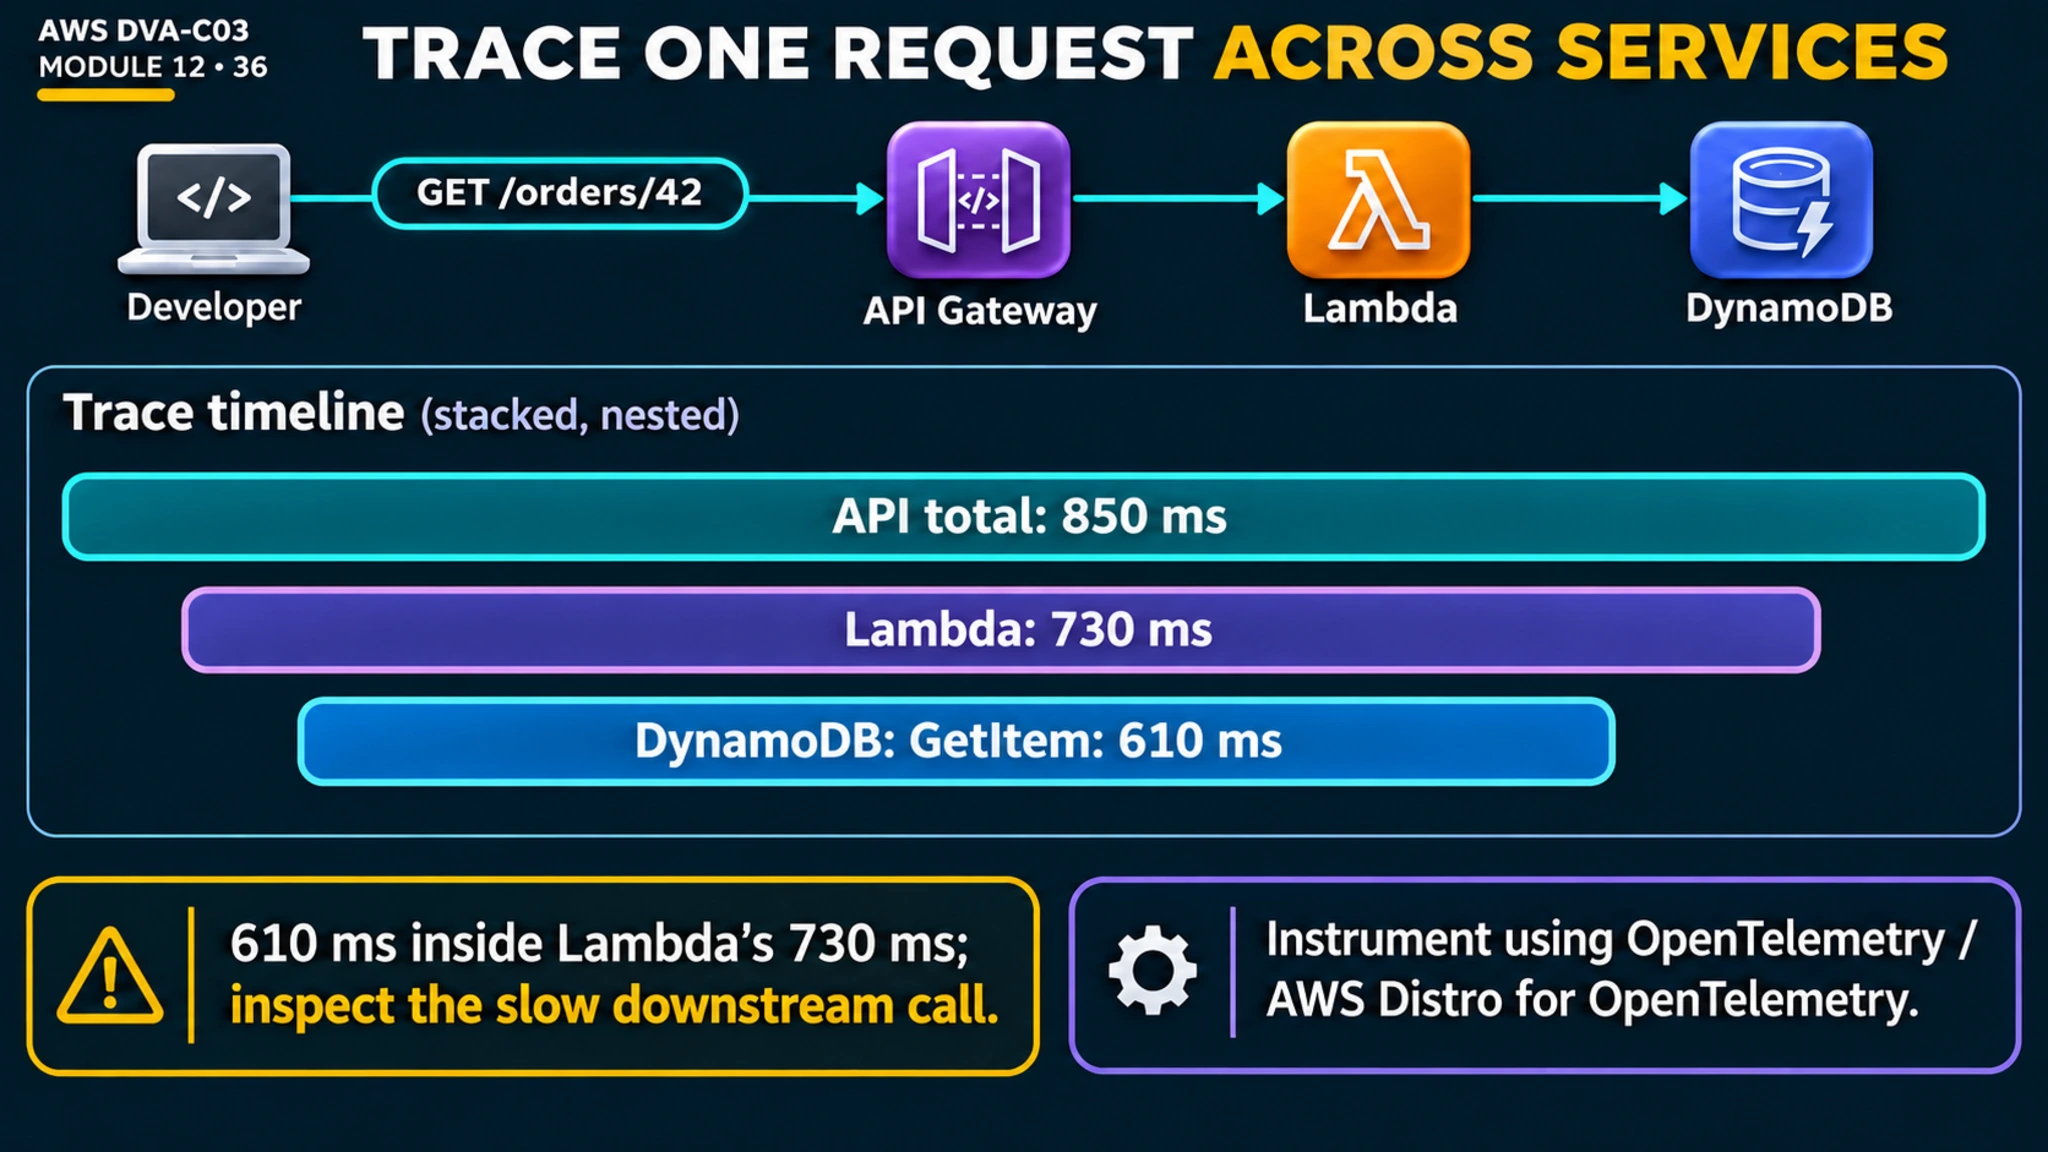 AWS DVA-C03
MODULE 12 • 36
TRACE ONE REQUEST ACROSS SERVICES
</>
GET /orders/42
</>
Developer
API Gateway
Lambda
DynamoDB
Trace timeline (stacked, nested)
API total: 850 ms
Lambda: 730 ms
DynamoDB: GetItem: 610 ms
610 ms inside Lambda’s 730 ms;
inspect the slow downstream call.
Instrument using OpenTelemetry /
AWS Distro for OpenTelemetry.